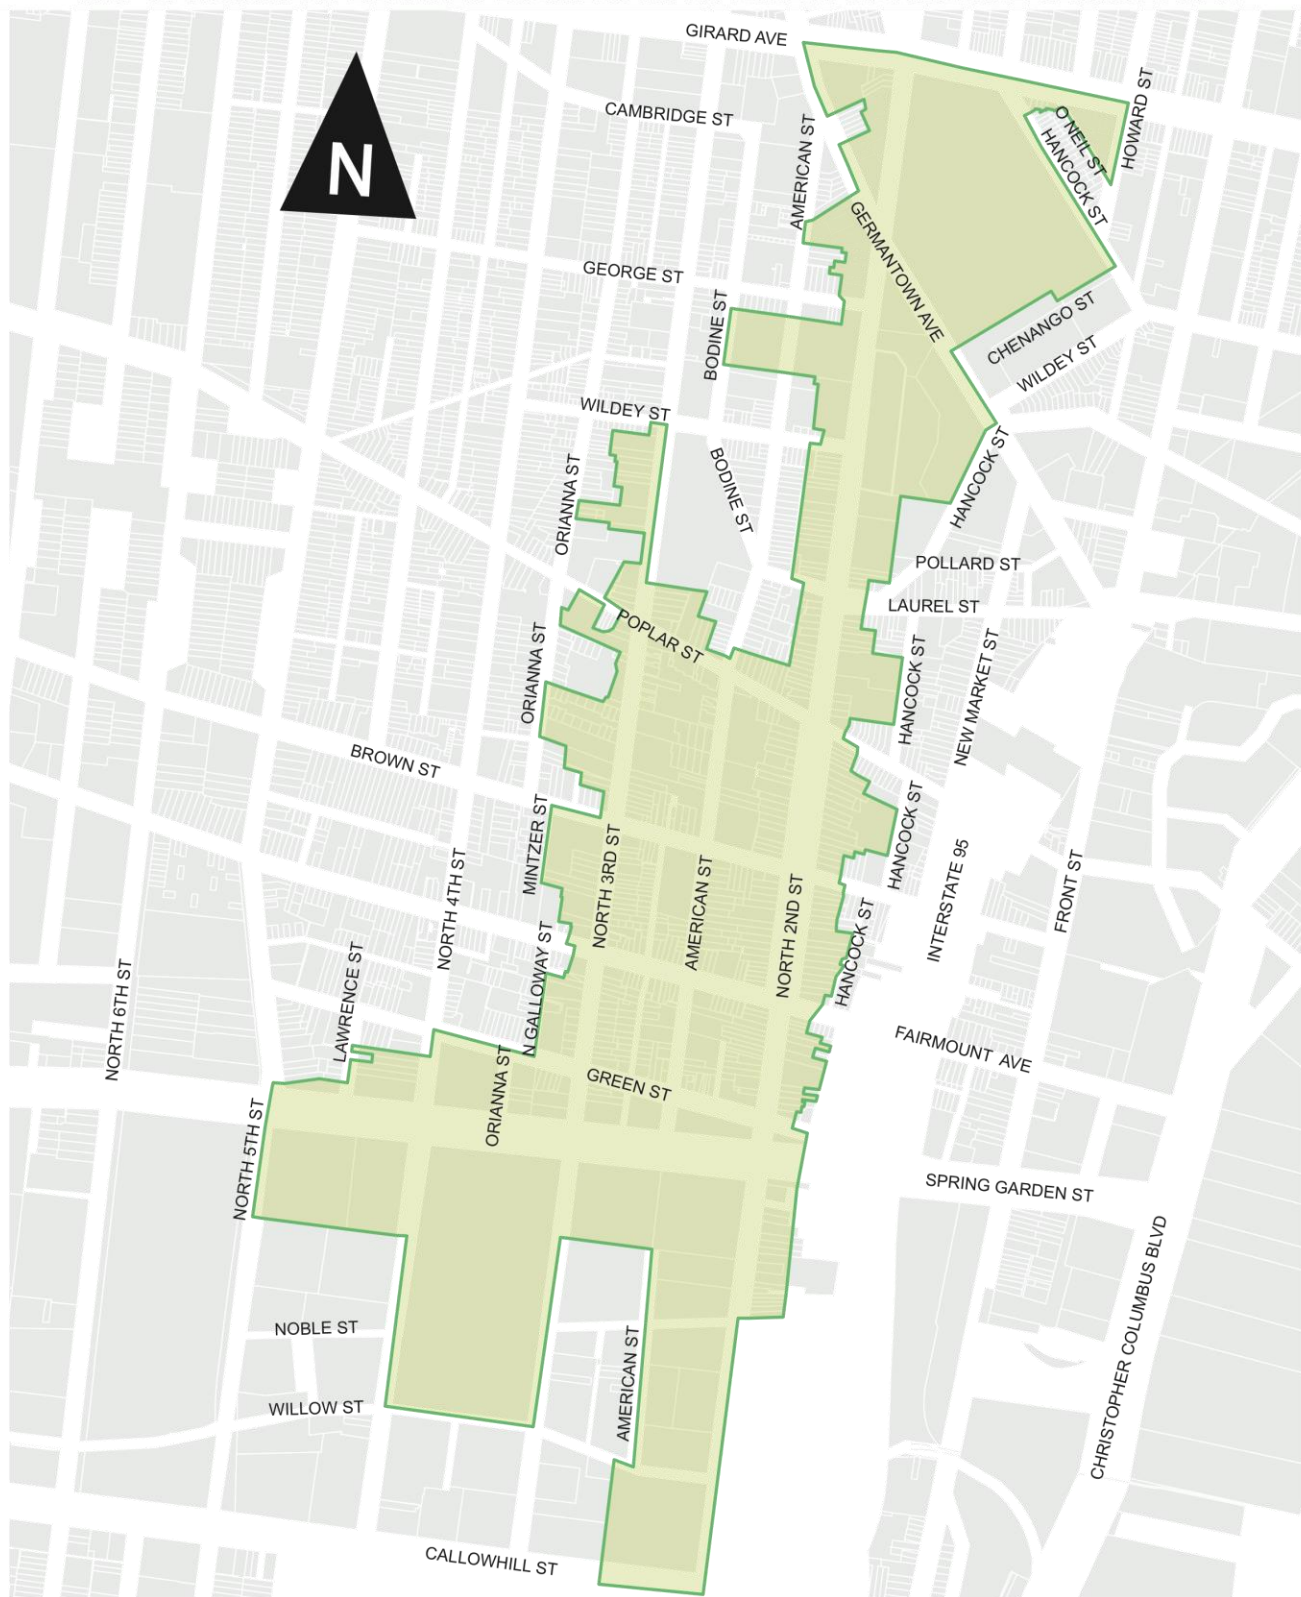 GIRARD AVE
CAMBRIDGE ST
AMERICAN ST
O'NEIL ST
HANCOCK ST
HOWARD ST
N
GEORGE ST
BODINE ST
GERMANTOWN AVE
CHENANGO ST
WILDEY ST
WILDEY ST
ORIANNA ST
BODINE ST
HANCOCK ST
POLLARD ST
LAUREL ST
POPLAR ST
ORIANNA ST
HANCOCK ST
NEW MARKET ST
BROWN ST
MINTZER ST
NORTH 3RD ST
AMERICAN ST
NORTH 2ND ST
HANCOCK ST
INTERSTATE 95
FRONT ST
NORTH 4TH ST
N GALLOWAY ST
HANCOCK ST
LAWRENCE ST
NORTH 6TH ST
FAIRMOUNT AVE
GREEN ST
ORIANNA ST
NORTH 5TH ST
SPRING GARDEN ST
NOBLE ST
AMERICAN ST
CHRISTOPHER COLUMBUS BLVD
WILLOW ST
CALLOWHILL ST